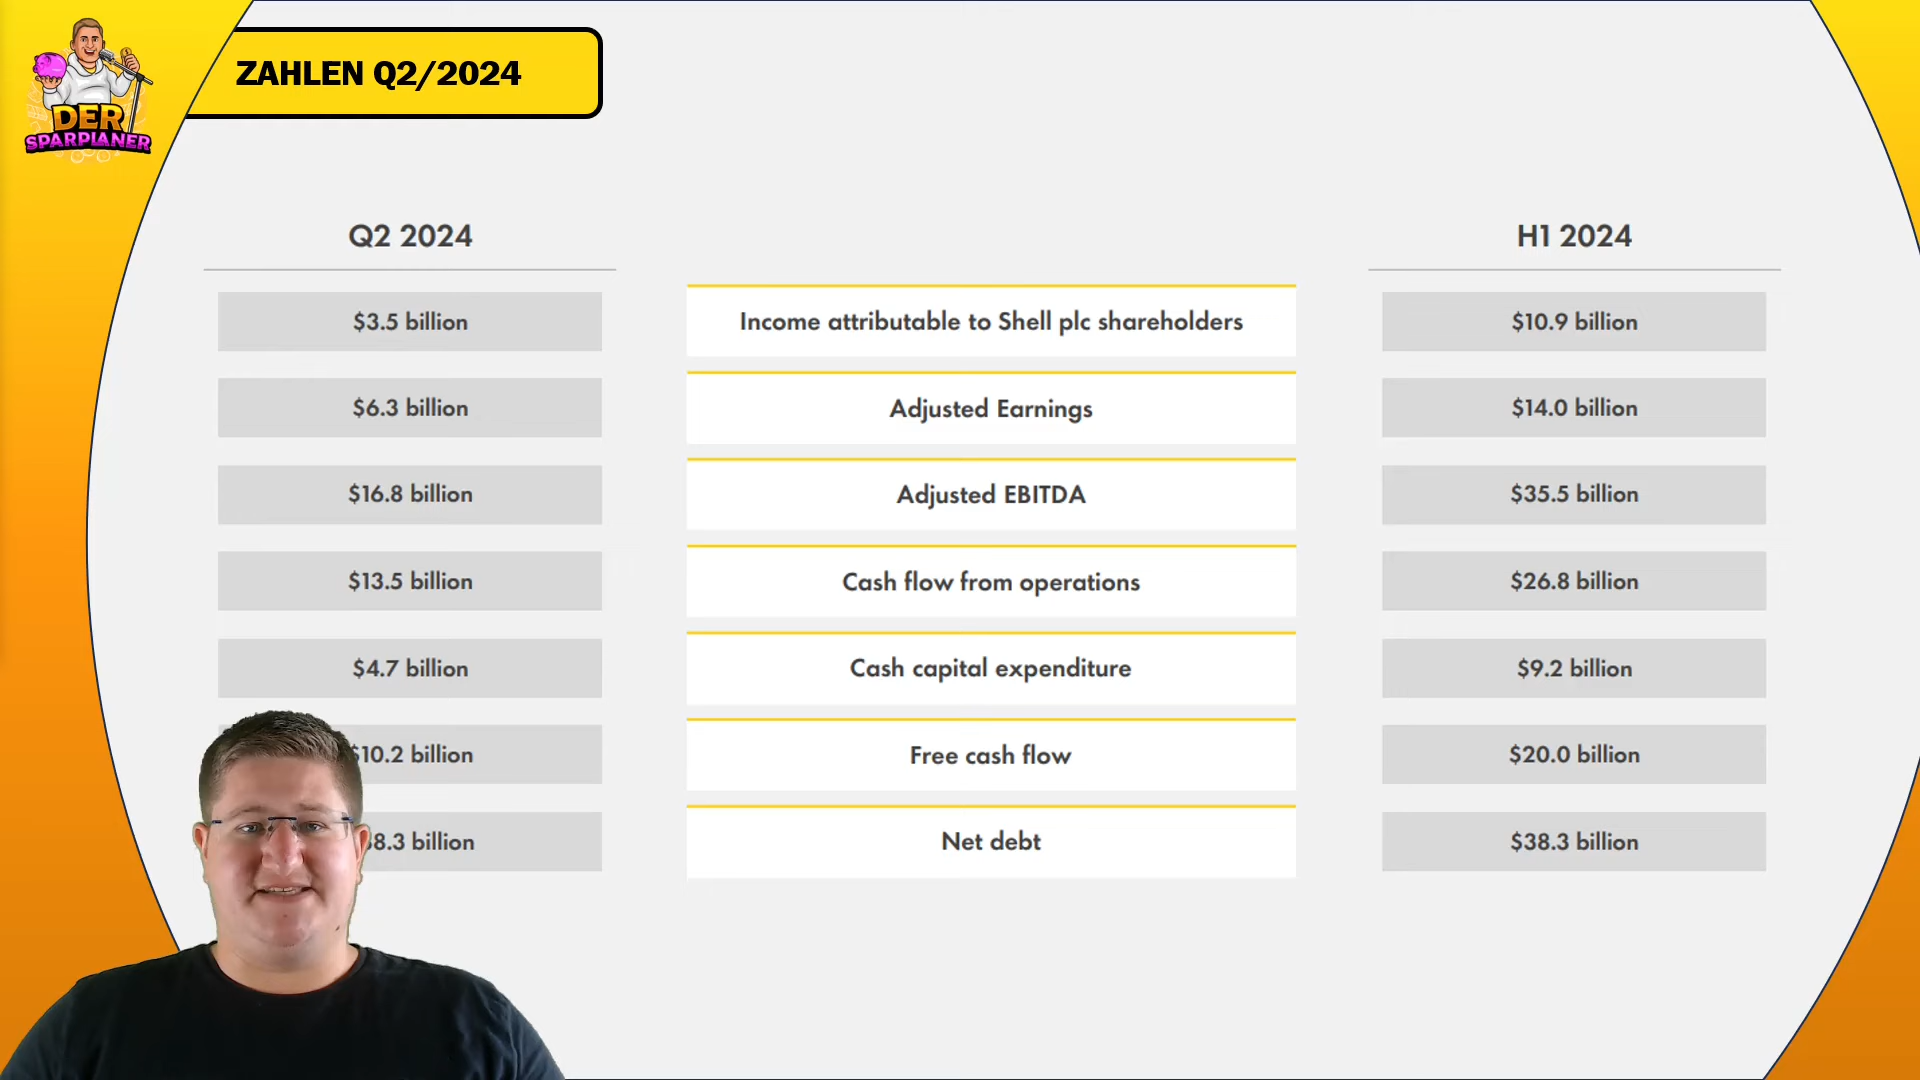 DER
SPARPLANER
ZAHLEN Q2/2024
Q2 2024
H1 2024
$3.5 billion
Income attributable to Shell plc shareholders
$10.9 billion
$6.3 billion
Adjusted Earnings
$14.0 billion
$16.8 billion
Adjusted EBITDA
$35.5 billion
$13.5 billion
Cash flow from operations
$26.8 billion
$4.7 billion
Cash capital expenditure
$9.2 billion
$10.2 billion
Free cash flow
$20.0 billion
8.3 billion
Net debt
$38.3 billion